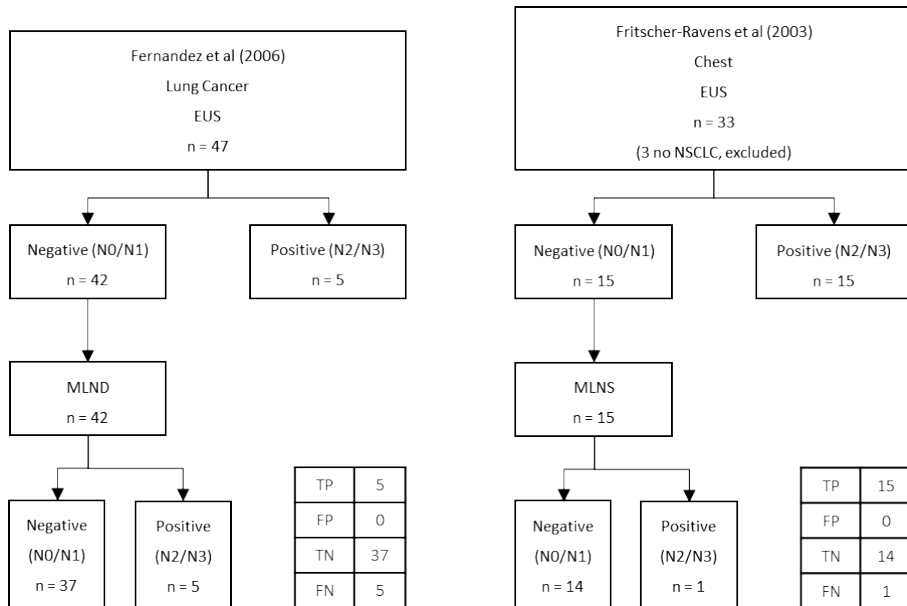 Fernandez et al (2006)
Lung Cancer
EUS
n = 47
Negative (N0/N1)
n = 42
Positive (N2/N3)
n = 5
MLND
n = 42
Negative
(N0/N1)
n = 37
Positive
(N2/N3)
n = 5
TP 5
FP 0
TN 37
FN 5
Fritscher-Ravens et al (2003)
Chest
EUS
n = 33
(3 no NSCLC, excluded)
Negative (N0/N1)
n = 15
Positive (N2/N3)
n = 15
MLNS
n = 15
Negative
(N0/N1)
n = 14
Positive
(N2/N3)
n = 1
TP 15
FP 0
TN 14
FN 1